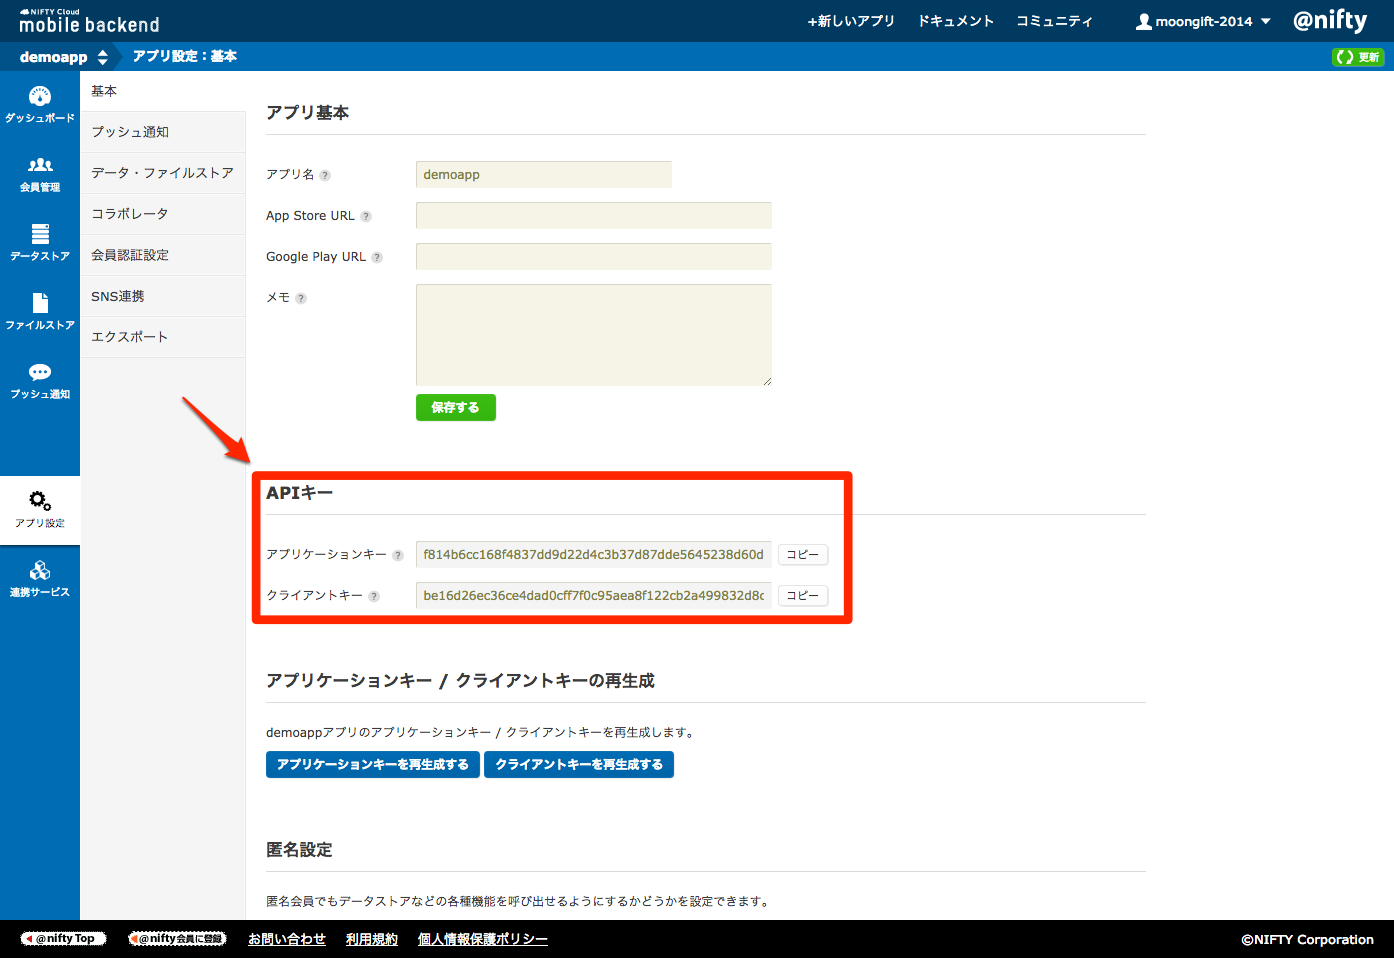 NIFTY Cloud
mobile backend
+新しいアプリ ドキュメント コミュニティ moongift-2014 @nifty
demoapp アプリ設定：基本 更新
ダッシュボード
会員管理
データストア
ファイルストア
プッシュ通知
アプリ設定
連携サービス
基本
プッシュ通知
データ・ファイルストア
コラボレータ
会員認証設定
SNS連携
エクスポート
アプリ基本
アプリ名 ? demoapp
App Store URL ?
Google Play URL ?
メモ ?
保存する
APIキー
アプリケーションキー ? f814b6cc168f4837dd9d22d4c3b37d87dde5645238d60d コピー
クライアントキー ? be16d26ec36ce4dad0cff7f0c95aea8f122cb2a499832d8c コピー
アプリケーションキー / クライアントキーの再生成
demoappアプリのアプリケーションキー / クライアントキーを再生成します。
アプリケーションキーを再生成する クライアントキーを再生成する
匿名設定
匿名会員でもデータストアなどの各種機能を呼び出せるようにするかどうかを設定できます。
@nifty Top @nifty会員に登録 お問い合わせ 利用規約 個人情報保護ポリシー ©NIFTY Corporation